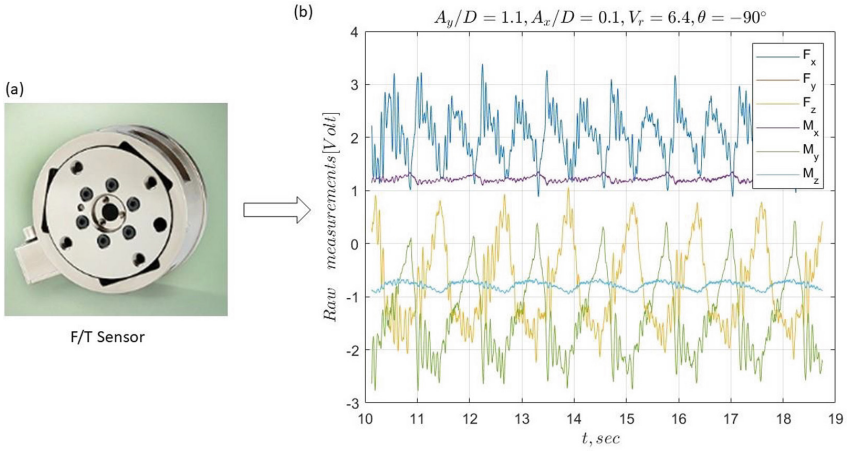 (a)
F/T Sensor
(b)
A_y/D = 1.1, A_x/D = 0.1, V_r = 6.4, θ = −90°
Raw measurements[Volt]
4
3
2
1
0
-1
-2
-3
10 11 12 13 14 15 16 17 18 19
t, sec
F_x
F_y
F_z
M_x
M_y
M_z